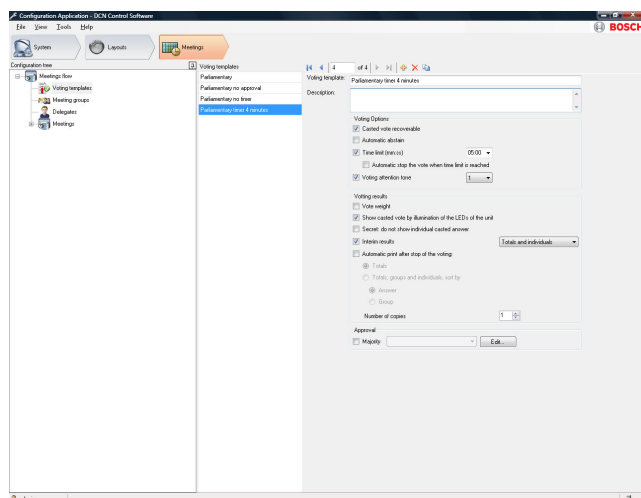 Configuration Application - DCN Control Software
File View Tools Help
BOSCH
System Layouts Meetings
Configuration tree
Meetings flow
Voting templates
Meeting groups
Delegates
Meetings
Voting templates
Parliamentary
Parliamentary no approval
Parliamentary no timer
Parliamentary timer 4 minutes
4 of 4
Voting template: Parliamentary timer 4 minutes
Description:
Voting Options
Casted vote recoverable
Automatic abstain
Time limit (mm:ss) 05:00
Automatic stop the vote when time limit is reached
Voting attention tone 1
Votting results
Vote weight
Show casted vote by illumination of the LEDs of the unit
Secret: do not show individual casted answer
Interim results Totals and individuals
Automatic print after stop of the voting:
Totals
Totals, groups and individuals, sort by
Answer
Group
Number of copies 1
Approval
Majority Edit...